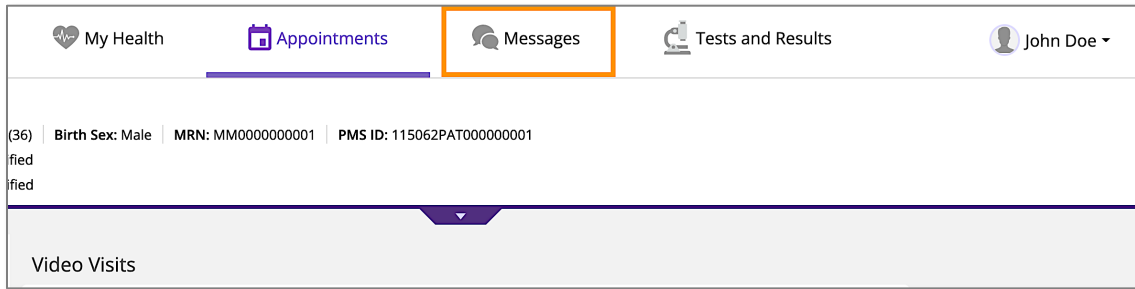 My Health Appointments Messages Tests and Results John Doe
(36) Birth Sex: Male MRN: MM0000000001 PMS ID: 115062PAT000000001
fied
ified
Video Visits